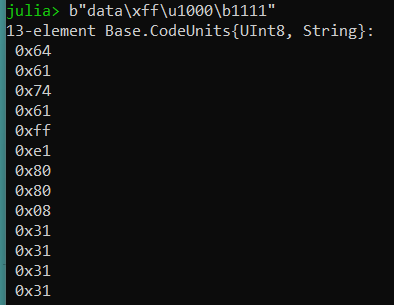 julia> b"data\xff\u1000\b1111"
13-element Base.CodeUnits{UInt8, String}:
0x64
0x61
0x74
0x61
0xff
0xe1
0x80
0x80
0x08
0x31
0x31
0x31
0x31